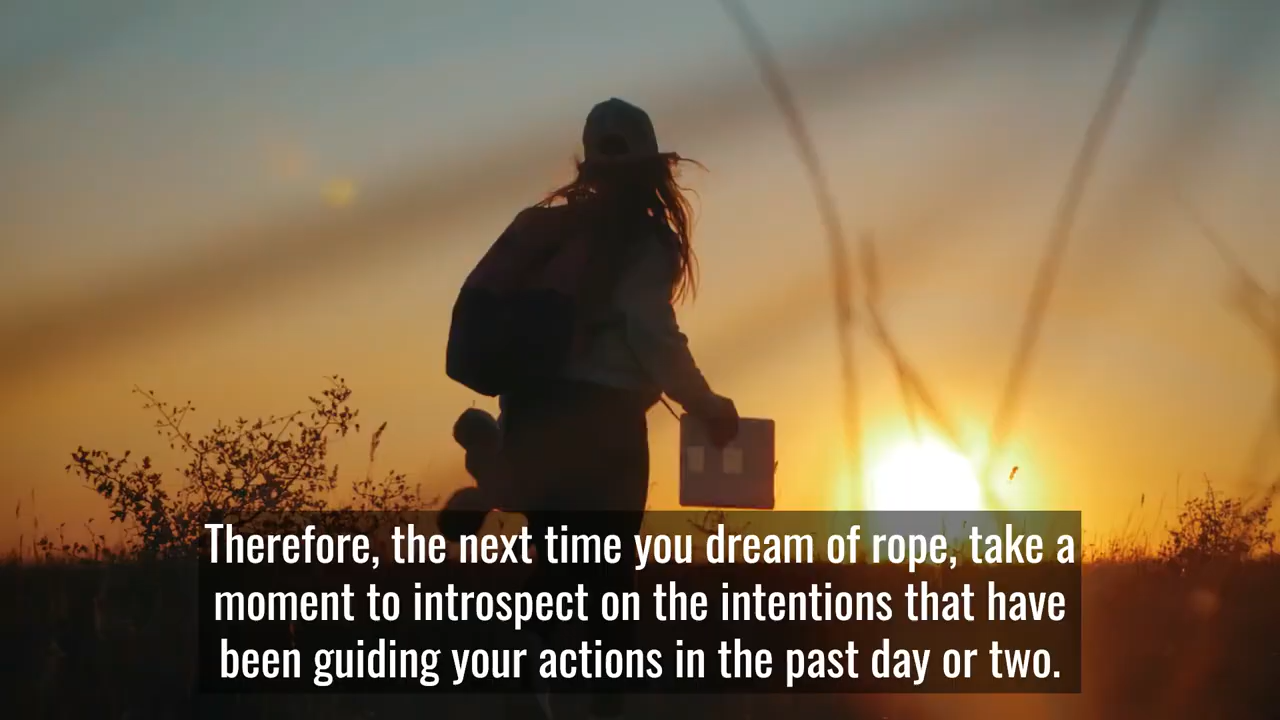 Therefore, the next time you dream of rope, take a
moment to introspect on the intentions that have
been guiding your actions in the past day or two.